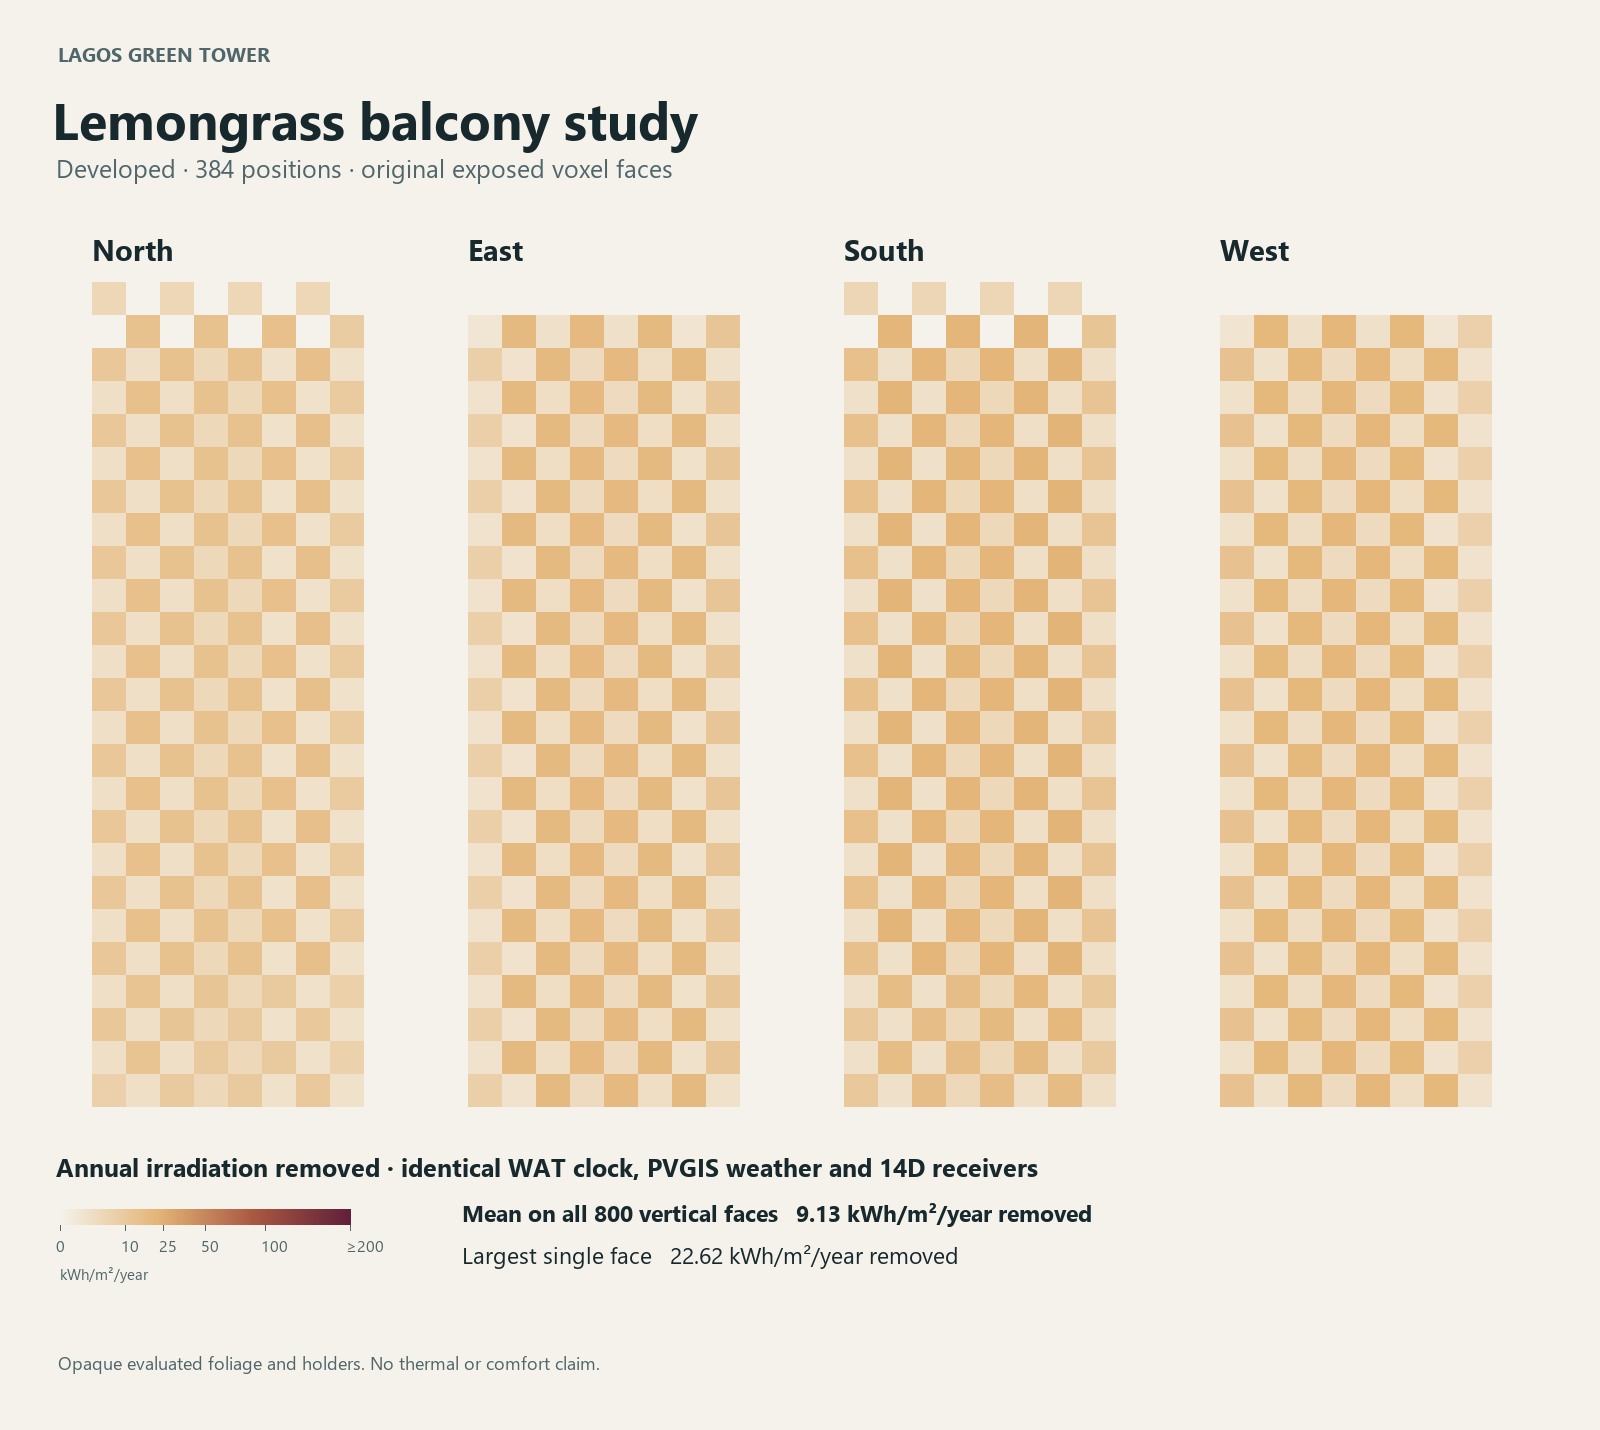 LAGOS GREEN TOWER
Lemongrass balcony study
Developed · 384 positions · original exposed voxel faces
North East South West
Annual irradiation removed · identical WAT clock, PVGIS weather and 14D receivers
Mean on all 800 vertical faces 9.13 kWh/m²/year removed
0 10 25 50 100 ≥200
Largest single face 22.62 kWh/m²/year removed
kWh/m²/year
Opaque evaluated foliage and holders. No thermal or comfort claim.